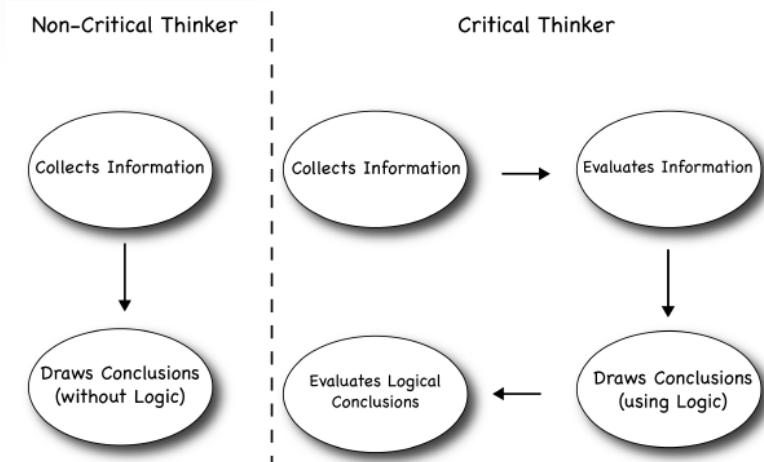 Non-Critical Thinker
Critical Thinker
Collects Information
Collects Information
Evaluates Information
Draws Conclusions
(without Logic)
Evaluates Logical
Conclusions
Draws Conclusions
(using Logic)